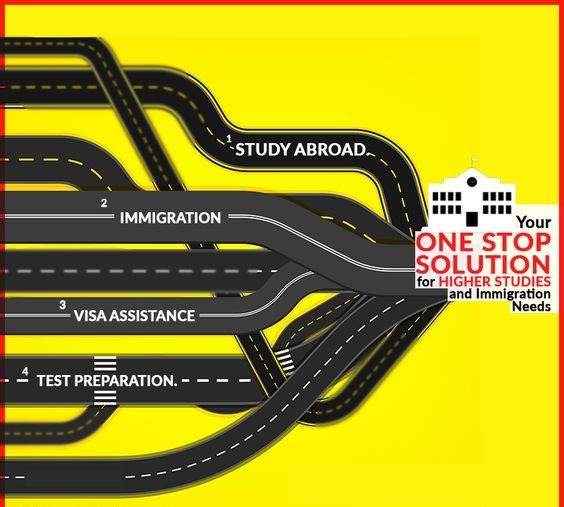 1 STUDY ABROAD.
2 IMMIGRATION
3 VISA ASSISTANCE
4 TEST PREPARATION.
Your
ONE STOP
SOLUTION
for HIGHER STUDIES
and Immigration
Needs